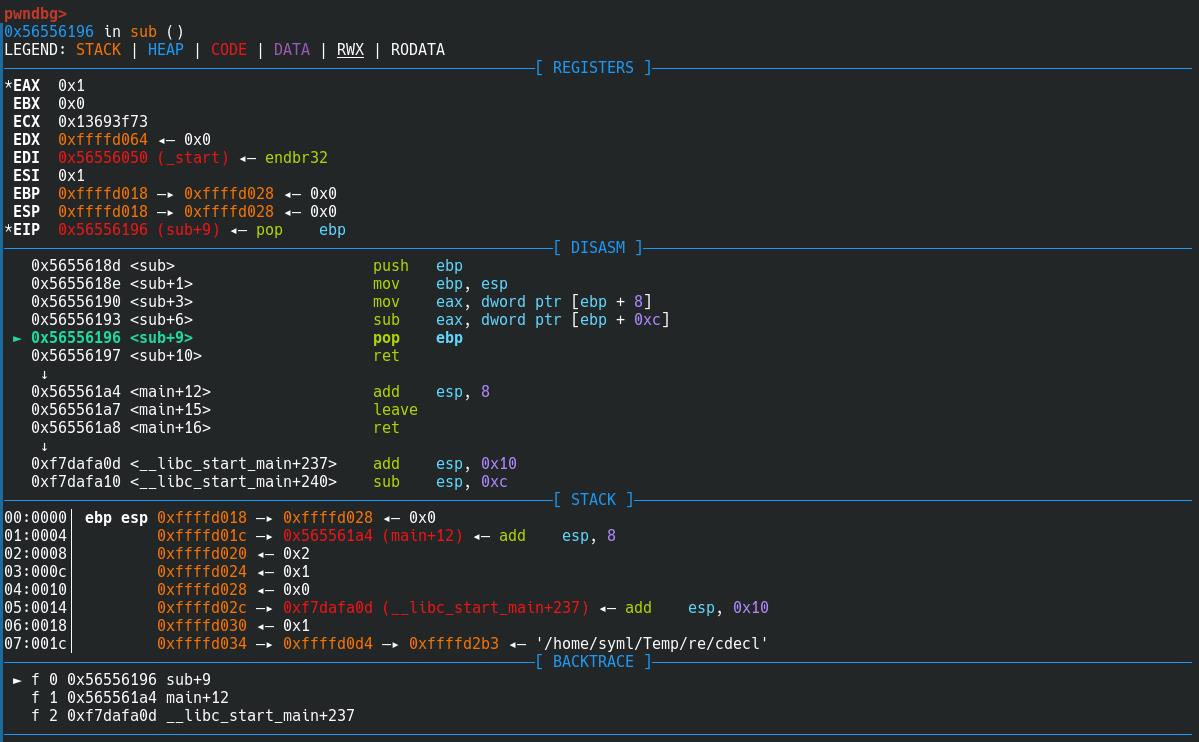 pwndbg>
0x56556196 in sub ()
LEGEND: STACK | HEAP | CODE | DATA | RWX | RODATA
[ REGISTERS ]
*EAX 0x1
EBX 0x0
ECX 0x13693f73
EDX 0xffffd064 ◂— 0x0
EDI 0x56556050 (_start) ◂— endbr32
ESI 0x1
EBP 0xffffd018 —▸ 0xffffd028 ◂— 0x0
ESP 0xffffd018 —▸ 0xffffd028 ◂— 0x0
*EIP 0x56556196 (sub+9) ◂— pop ebp
[ DISASM ]
0x5655618d <sub> push ebp
0x5655618e <sub+1> mov ebp, esp
0x56556190 <sub+3> mov eax, dword ptr [ebp + 8]
0x56556193 <sub+6> sub eax, dword ptr [ebp + 0xc]
► 0x56556196 <sub+9> pop ebp
0x56556197 <sub+10> ret
↓
0x565561a4 <main+12> add esp, 8
0x565561a7 <main+15> leave
0x565561a8 <main+16> ret
↓
0xf7dafa0d <__libc_start_main+237> add esp, 0x10
0xf7dafa10 <__libc_start_main+240> sub esp, 0xc
[ STACK ]
00:0000│ ebp esp 0xffffd018 —▸ 0xffffd028 ◂— 0x0
01:0004│ 0xffffd01c —▸ 0x565561a4 (main+12) ◂— add esp, 8
02:0008│ 0xffffd020 ◂— 0x2
03:000c│ 0xffffd024 ◂— 0x1
04:0010│ 0xffffd028 ◂— 0x0
05:0014│ 0xffffd02c —▸ 0xf7dafa0d (__libc_start_main+237) ◂— add esp, 0x10
06:0018│ 0xffffd030 ◂— 0x1
07:001c│ 0xffffd034 —▸ 0xffffd0d4 —▸ 0xffffd2b3 ◂— '/home/syml/Temp/re/cdecl'
[ BACKTRACE ]
► f 0 0x56556196 sub+9
f 1 0x565561a4 main+12
f 2 0xf7dafa0d __libc_start_main+237